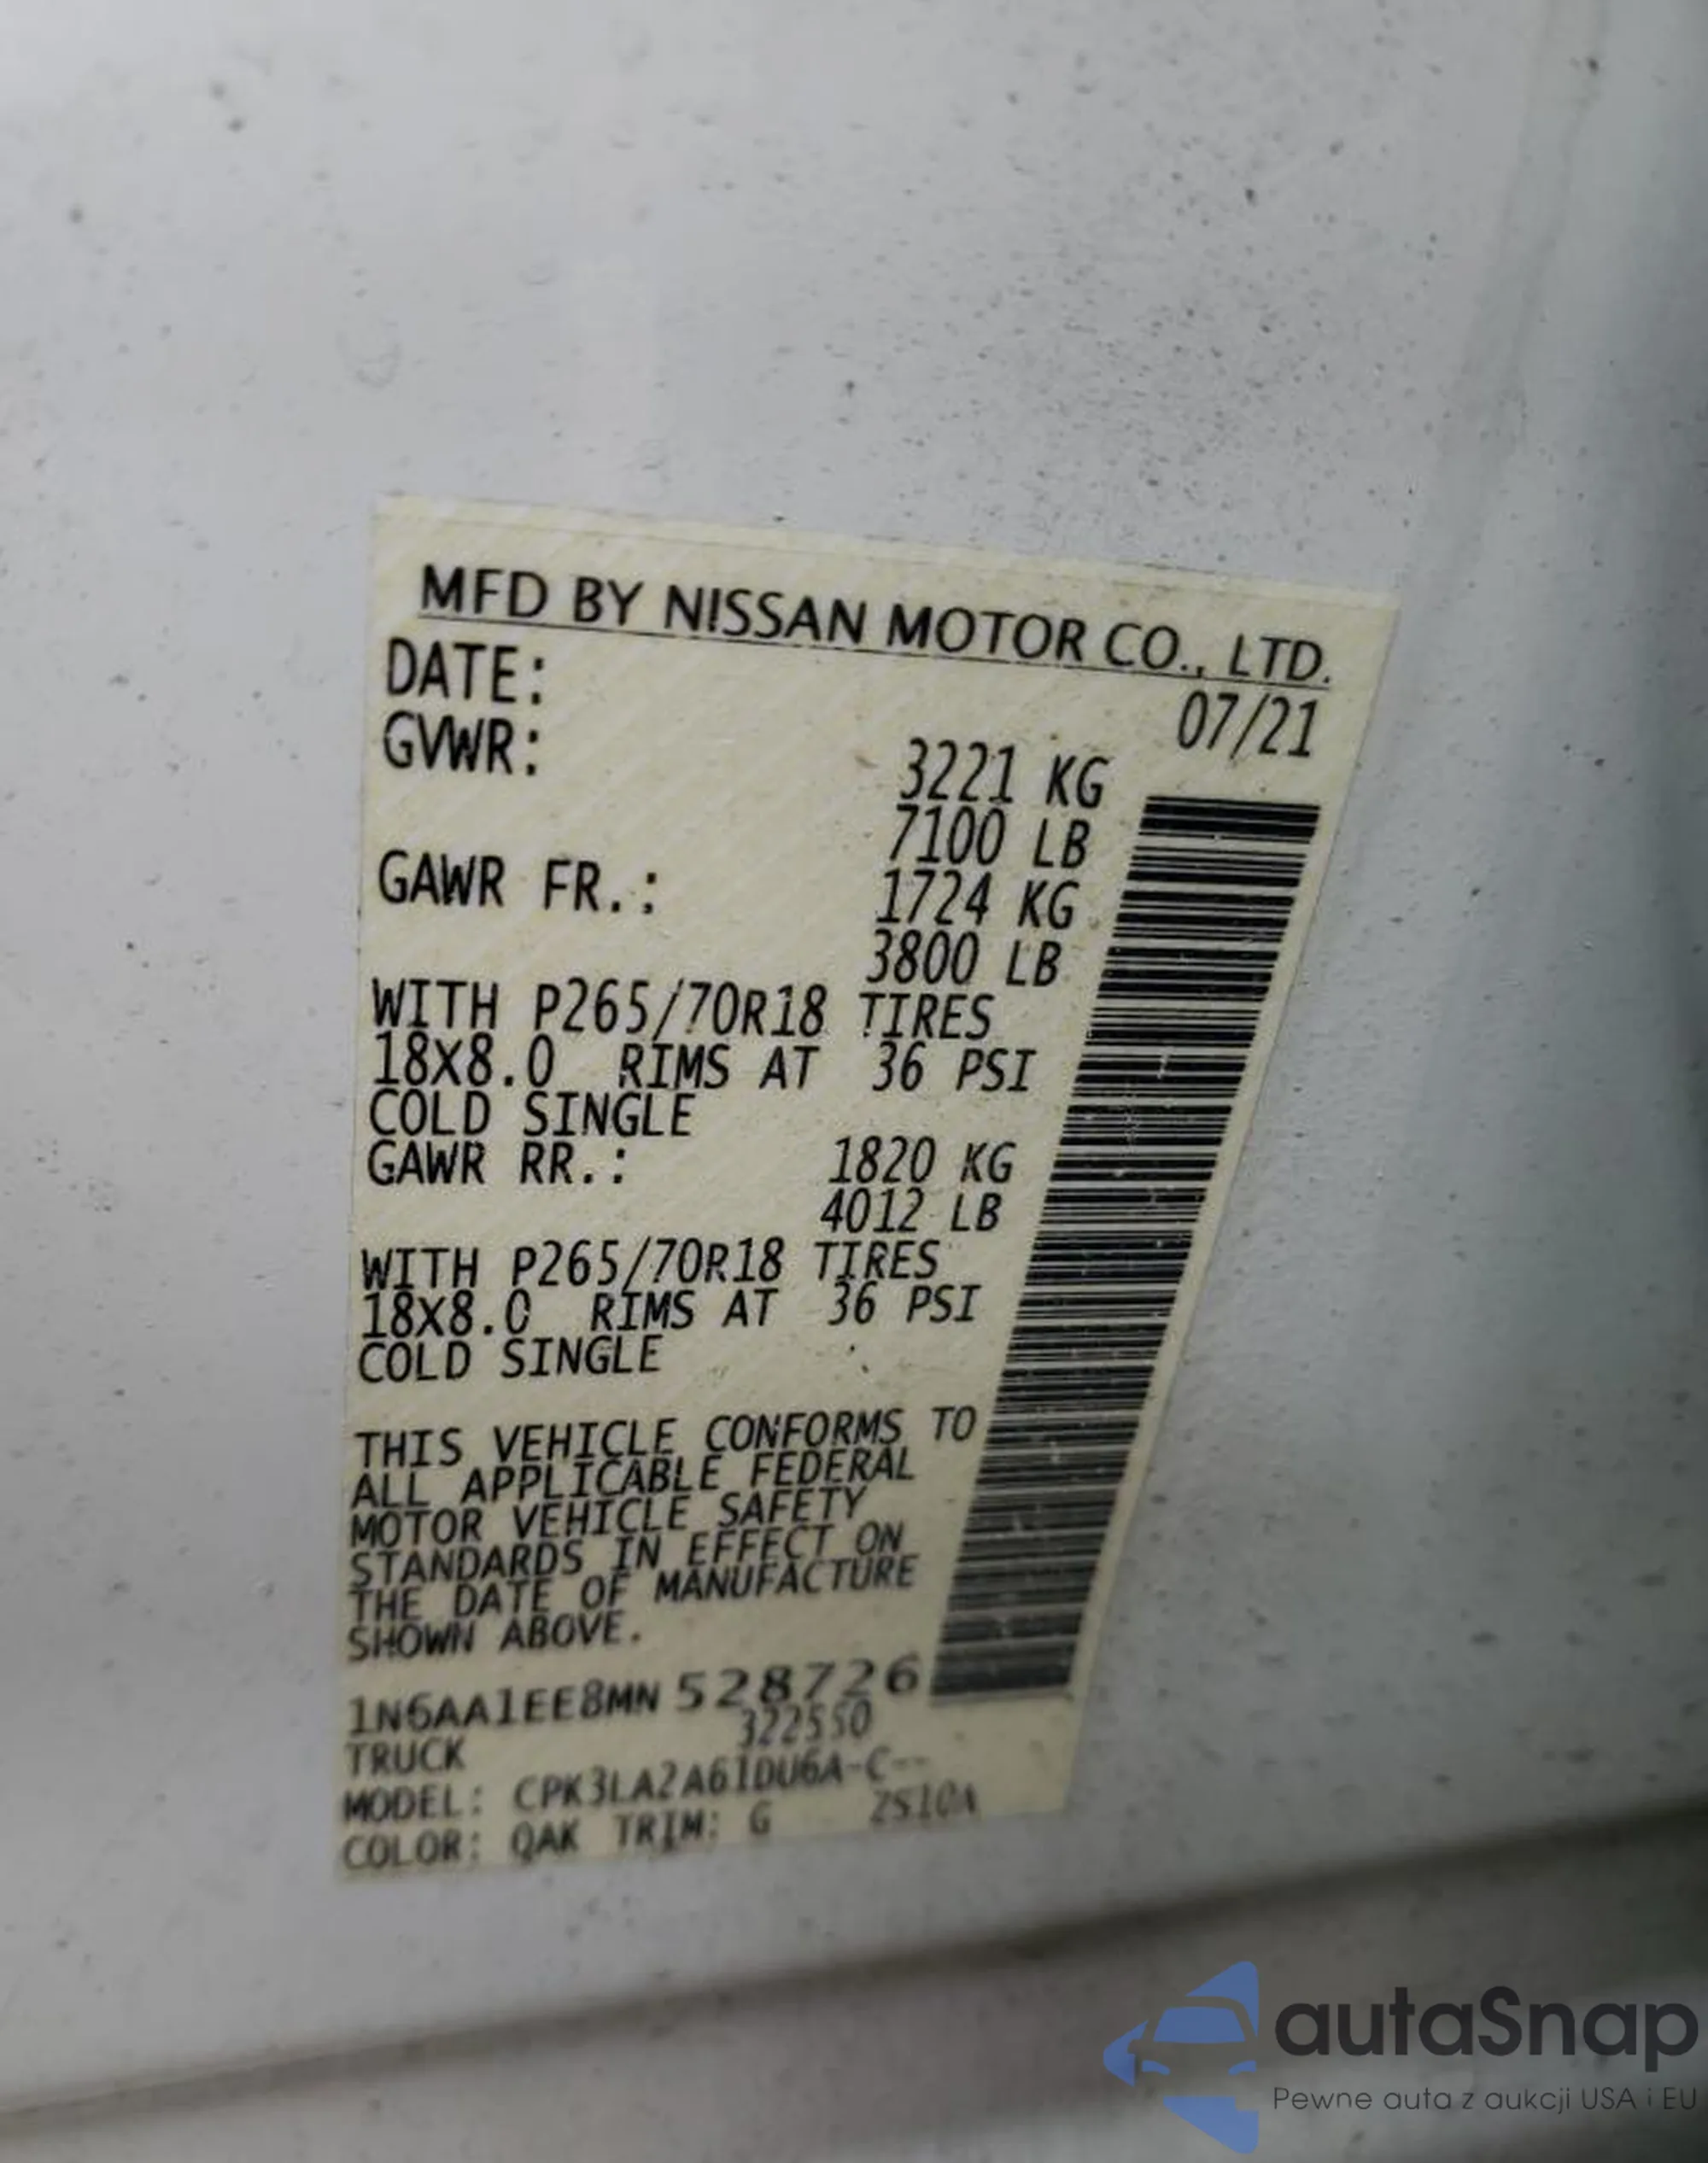 MFD BY NISSAN MOTOR CO., LTD.
DATE: 07/21
GVWR: 3221 KG
7100 LB
GAWR FR.: 1724 KG
3800 LB
WITH P265/70R18 TIRES
18X8.0 RIMS AT 36 PSI
COLD SINGLE
GAWR RR.: 1820 KG
4012 LB
WITH P265/70R18 TIRES
18X8.0 RIMS AT 36 PSI
COLD SINGLE
THIS VEHICLE CONFORMS TO
ALL APPLICABLE FEDERAL
MOTOR VEHICLE SAFETY
STANDARDS IN EFFECT ON
THE DATE OF MANUFACTURE
SHOWN ABOVE.
1N6AA1EE8MN528726
322550
TRUCK
MODEL: CPK3LA2A61DU6A-C--
COLOR: QAK TRIM: G 2S10A
autaSnap
Pewne auta z aukcji USA i EU